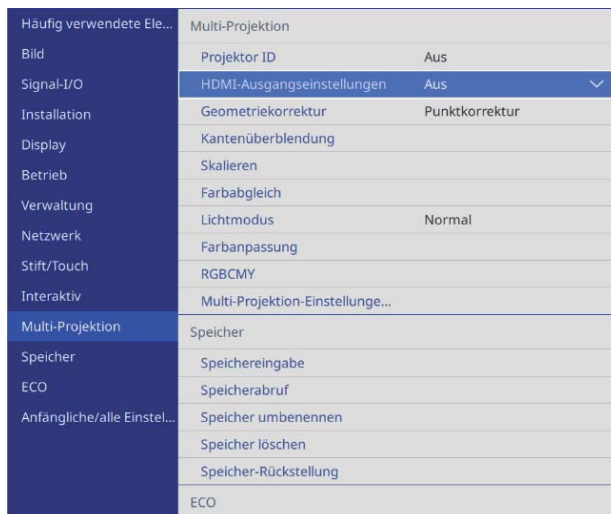 Häufig verwendete Ele...
Bild
Signal-I/O
Installation
Display
Betrieb
Verwaltung
Netzwerk
Stift/Touch
Interaktiv
Multi-Projektion
Speicher
ECO
Anfängliche/alle Einstel...
Multi-Projektion
Projektor ID Aus
HDMI-Ausgangseinstellungen Aus
Geometriekorrektur Punktkorrektur
Kantenüberblendung
Skalieren
Farbabgleich
Lichtmodus Normal
Farbanpassung
RGBCMY
Multi-Projektion-Einstellunge...
Speicher
Speichereingabe
Speicherabruf
Speicher umbenennen
Speicher löschen
Speicher-Rückstellung
ECO